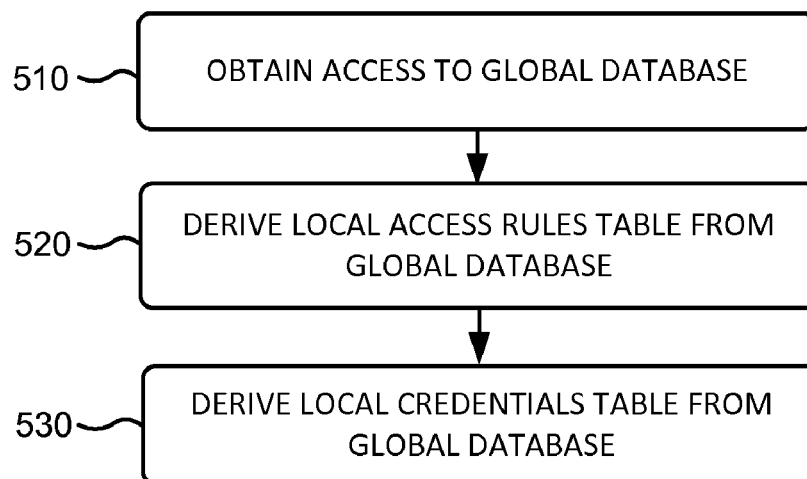 510
OBTAIN ACCESS TO GLOBAL DATABASE
520
DERIVE LOCAL ACCESS RULES TABLE FROM
GLOBAL DATABASE
530
DERIVE LOCAL CREDENTIALS TABLE FROM
GLOBAL DATABASE